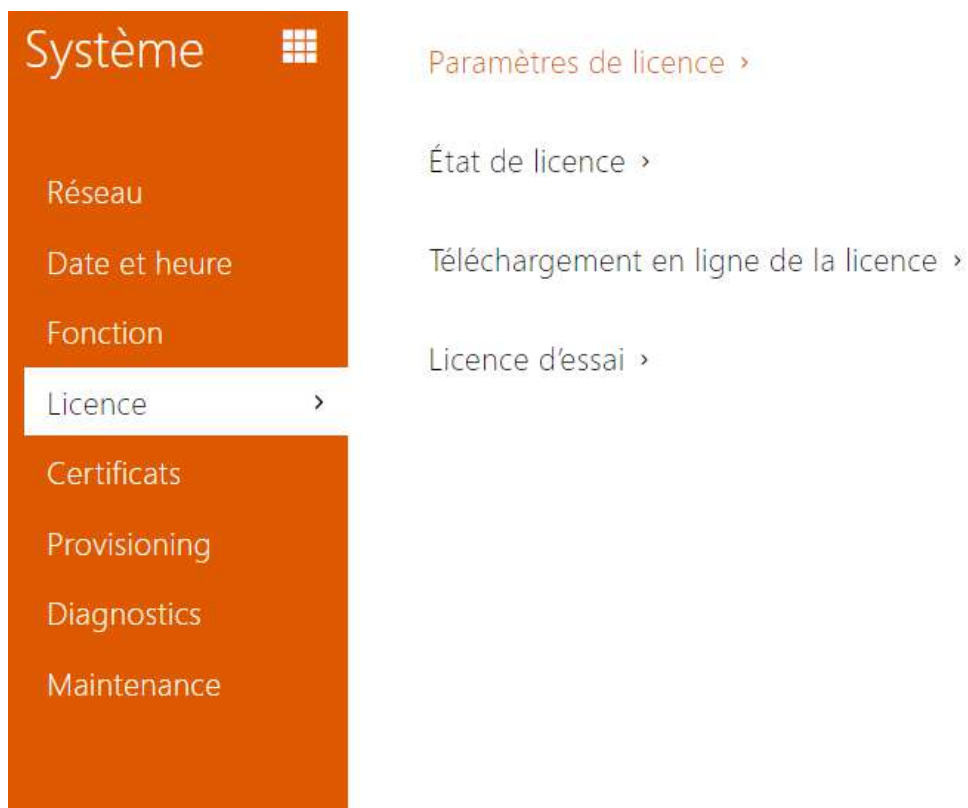 Système
Réseau
Date et heure
Fonction
Licence ›
Certificats
Provisioning
Diagnostics
Maintenance
Paramètres de licence ›
État de licence ›
Téléchargement en ligne de la licence ›
Licence d’essai ›